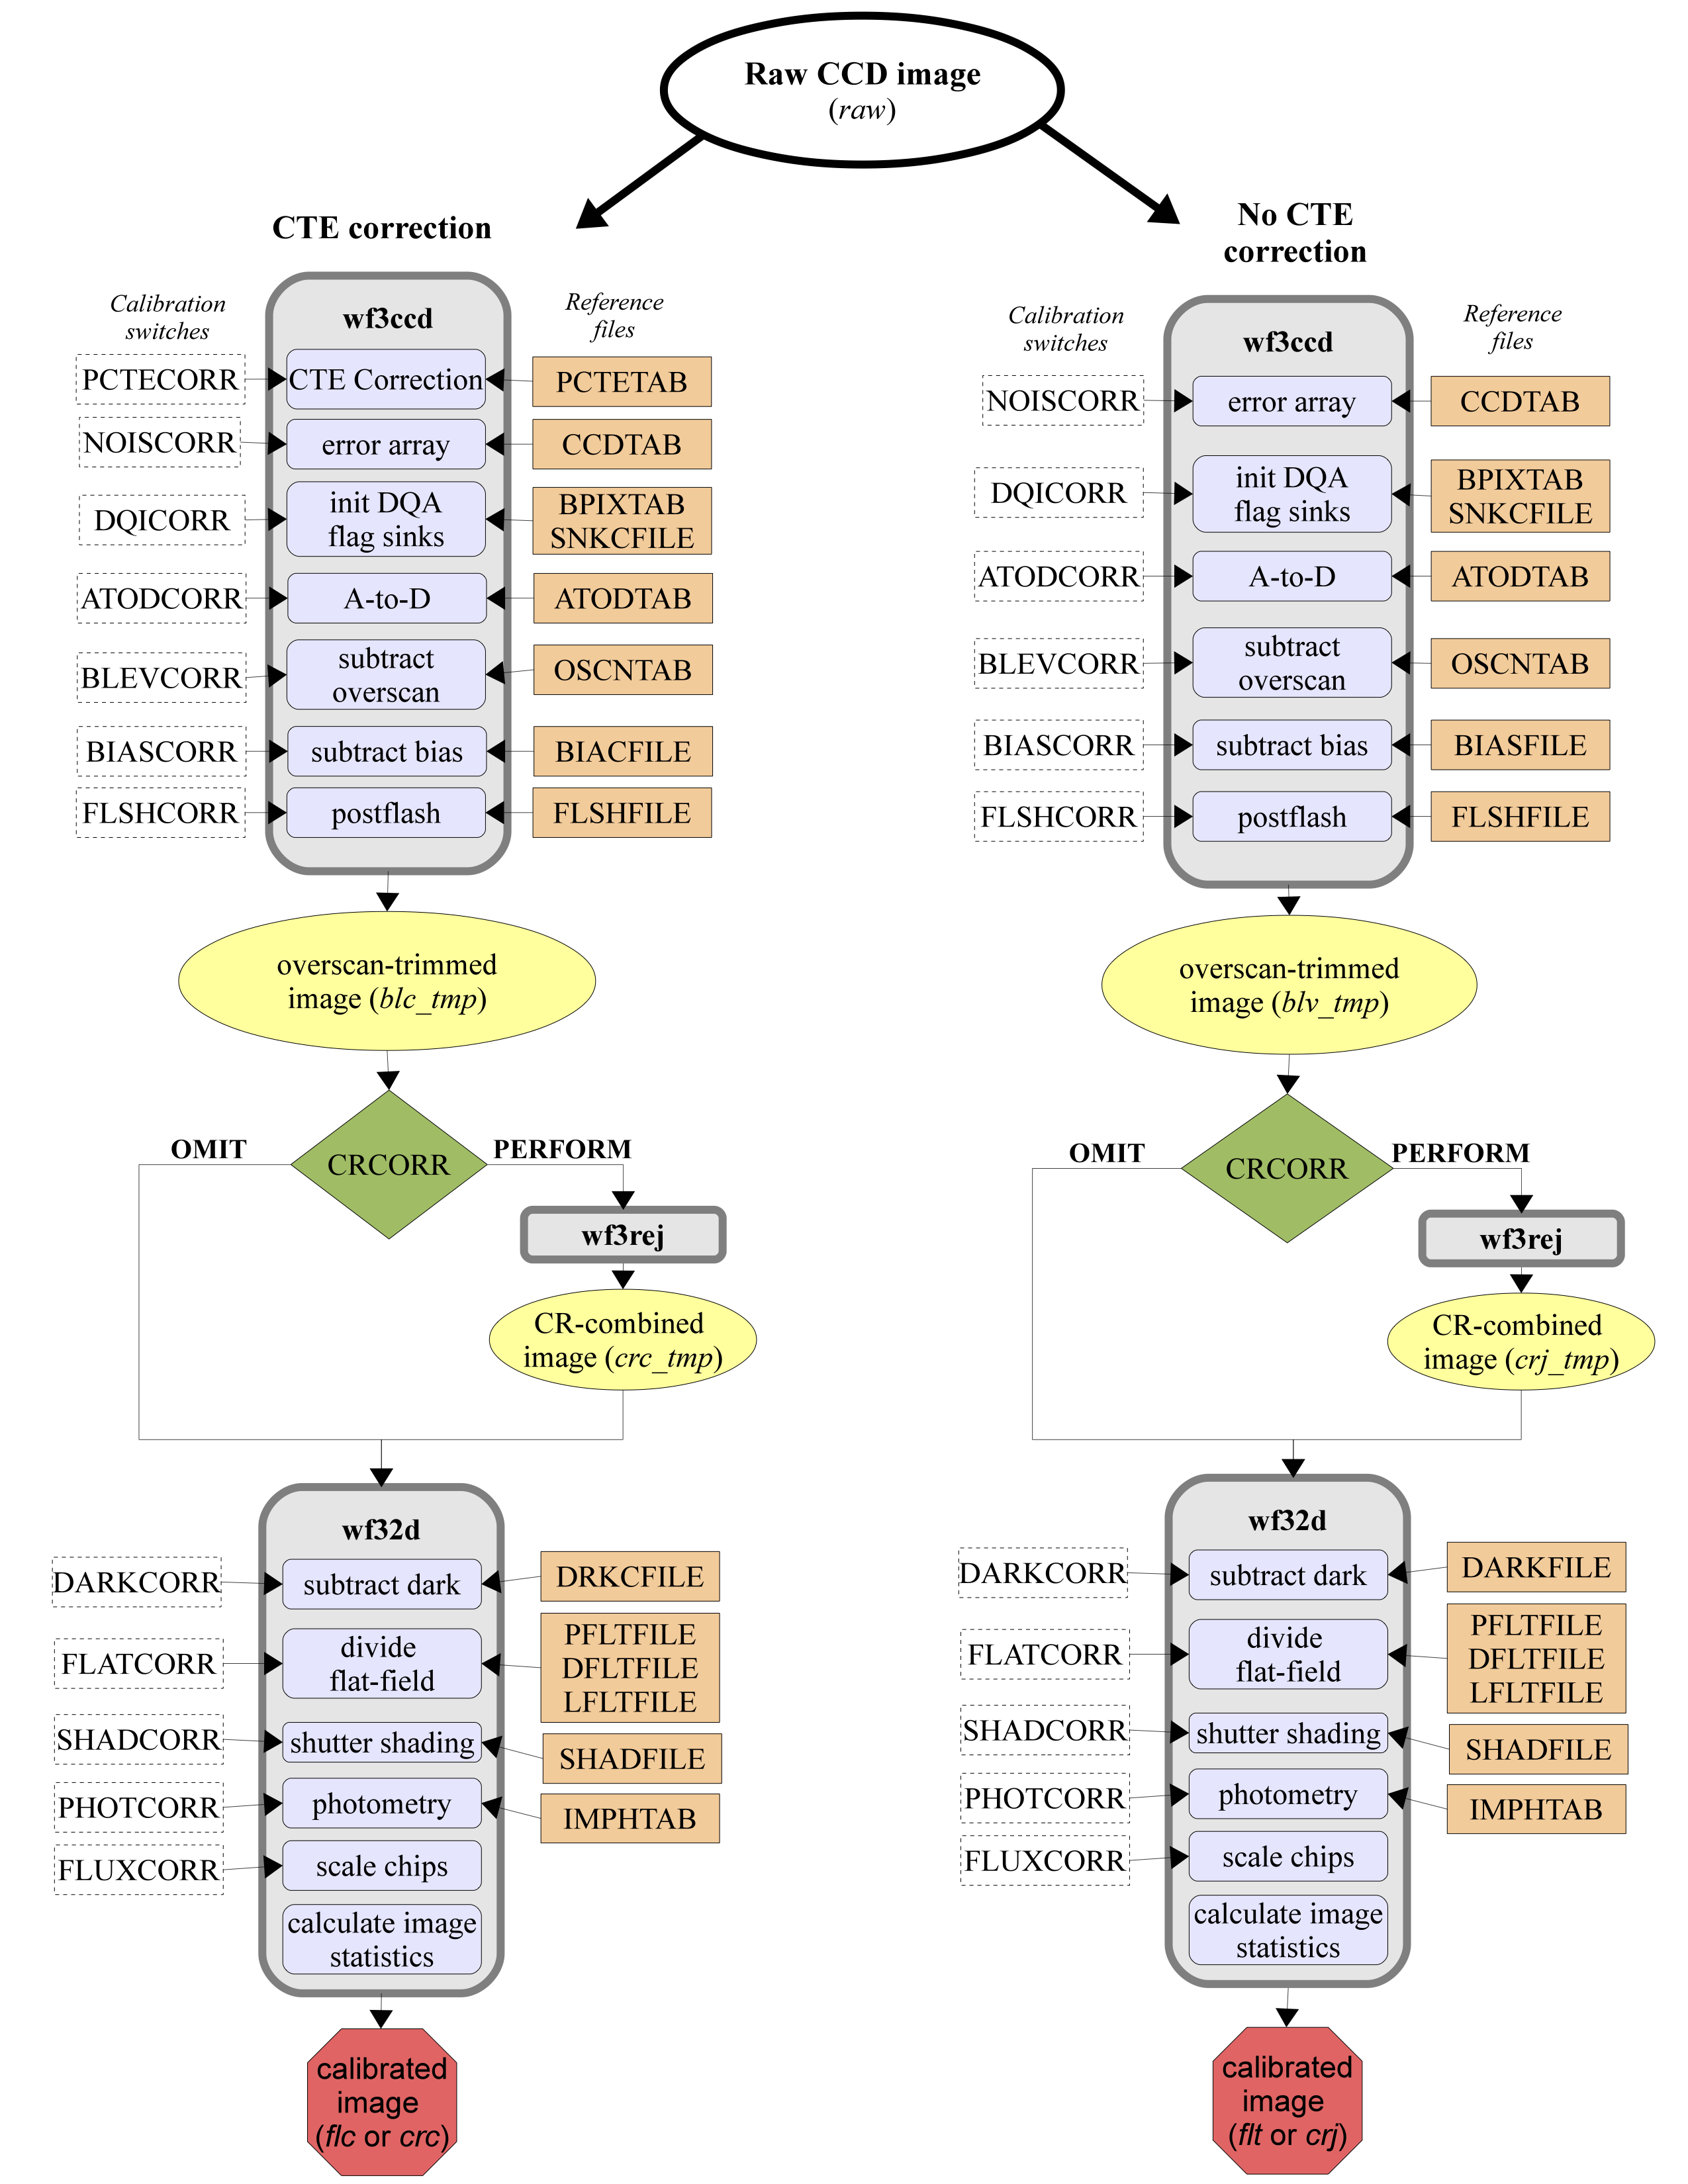 Raw CCD image
(raw)
CTE correction
Calibration
switches
wf3ccd
Reference
files
PCTECORR
CTE Correction
PCTETAB
NOISCORR
error array
CCDTAB
DQICORR
init DQA
flag sinks
BPIXTAB
SNKCFILE
ATODCORR
A-to-D
ATODTAB
BLEVCORR
subtract
overscan
OSCNTAB
BIASCORR
subtract bias
BIACFILE
FLSHCORR
postflash
FLSHFILE
overscan-trimmed
image (blc_tmp)
OMIT
CRCORR
PERFORM
wf3rej
CR-combined
image (crc_tmp)
wf32d
DARKCORR
subtract dark
DRKCFILE
FLATCORR
divide
flat-field
PFLTFILE
DFLTFILE
LFLTFILE
SHADCORR
shutter shading
SHADFILE
PHOTCORR
photometry
IMPHTAB
FLUXCORR
scale chips
calculate image
statistics
calibrated
image
(flc or crc)
No CTE
correction
Calibration
switches
wf3ccd
Reference
files
NOISCORR
error array
CCDTAB
DQICORR
init DQA
flag sinks
BPIXTAB
SNKCFILE
ATODCORR
A-to-D
ATODTAB
BLEVCORR
subtract
overscan
OSCNTAB
BIASCORR
subtract bias
BIASFILE
FLSHCORR
postflash
FLSHFILE
overscan-trimmed
image (blv_tmp)
OMIT
CRCORR
PERFORM
wf3rej
CR-combined
image (crj_tmp)
wf32d
DARKCORR
subtract dark
DARKFILE
FLATCORR
divide
flat-field
PFLTFILE
DFLTFILE
LFLTFILE
SHADCORR
shutter shading
SHADFILE
PHOTCORR
photometry
IMPHTAB
FLUXCORR
scale chips
calculate image
statistics
calibrated
image
(flt or crj)